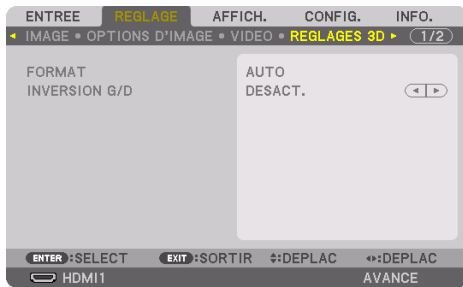 ENTREE REGLAGE AFFICH. CONFIG. INFO.
IMAGE • OPTIONS D'IMAGE • VIDEO • REGLAGES 3D 1/2
FORMAT AUTO
INVERSION G/D DESACT.
ENTER :SELECT EXIT :SORTIR :DEPLAC :DEPLAC
HDMI1 AVANCE